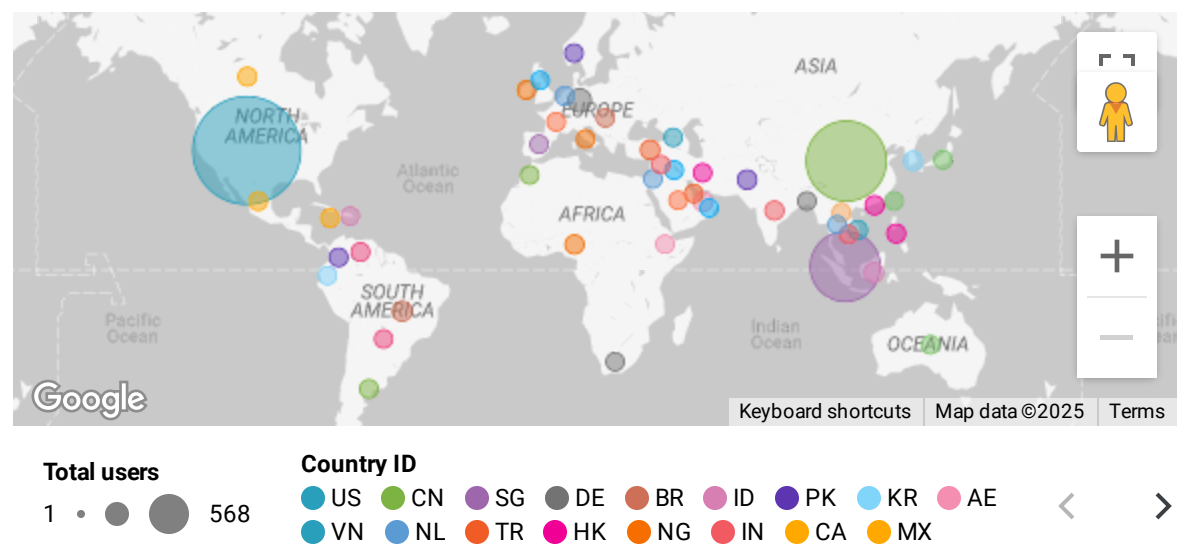 ASIA
NORTH
AMERICA
EUROPE
Atlantic
Ocean
AFRICA
SOUTH
AMERICA
Pacific
Ocean
Indian
Ocean
OCEANIA
Google
Keyboard shortcuts
Map data ©2025
Terms
Total users
1
568
Country ID
US CN SG DE BR ID PK KR AE
VN NL TR HK NG IN CA MX